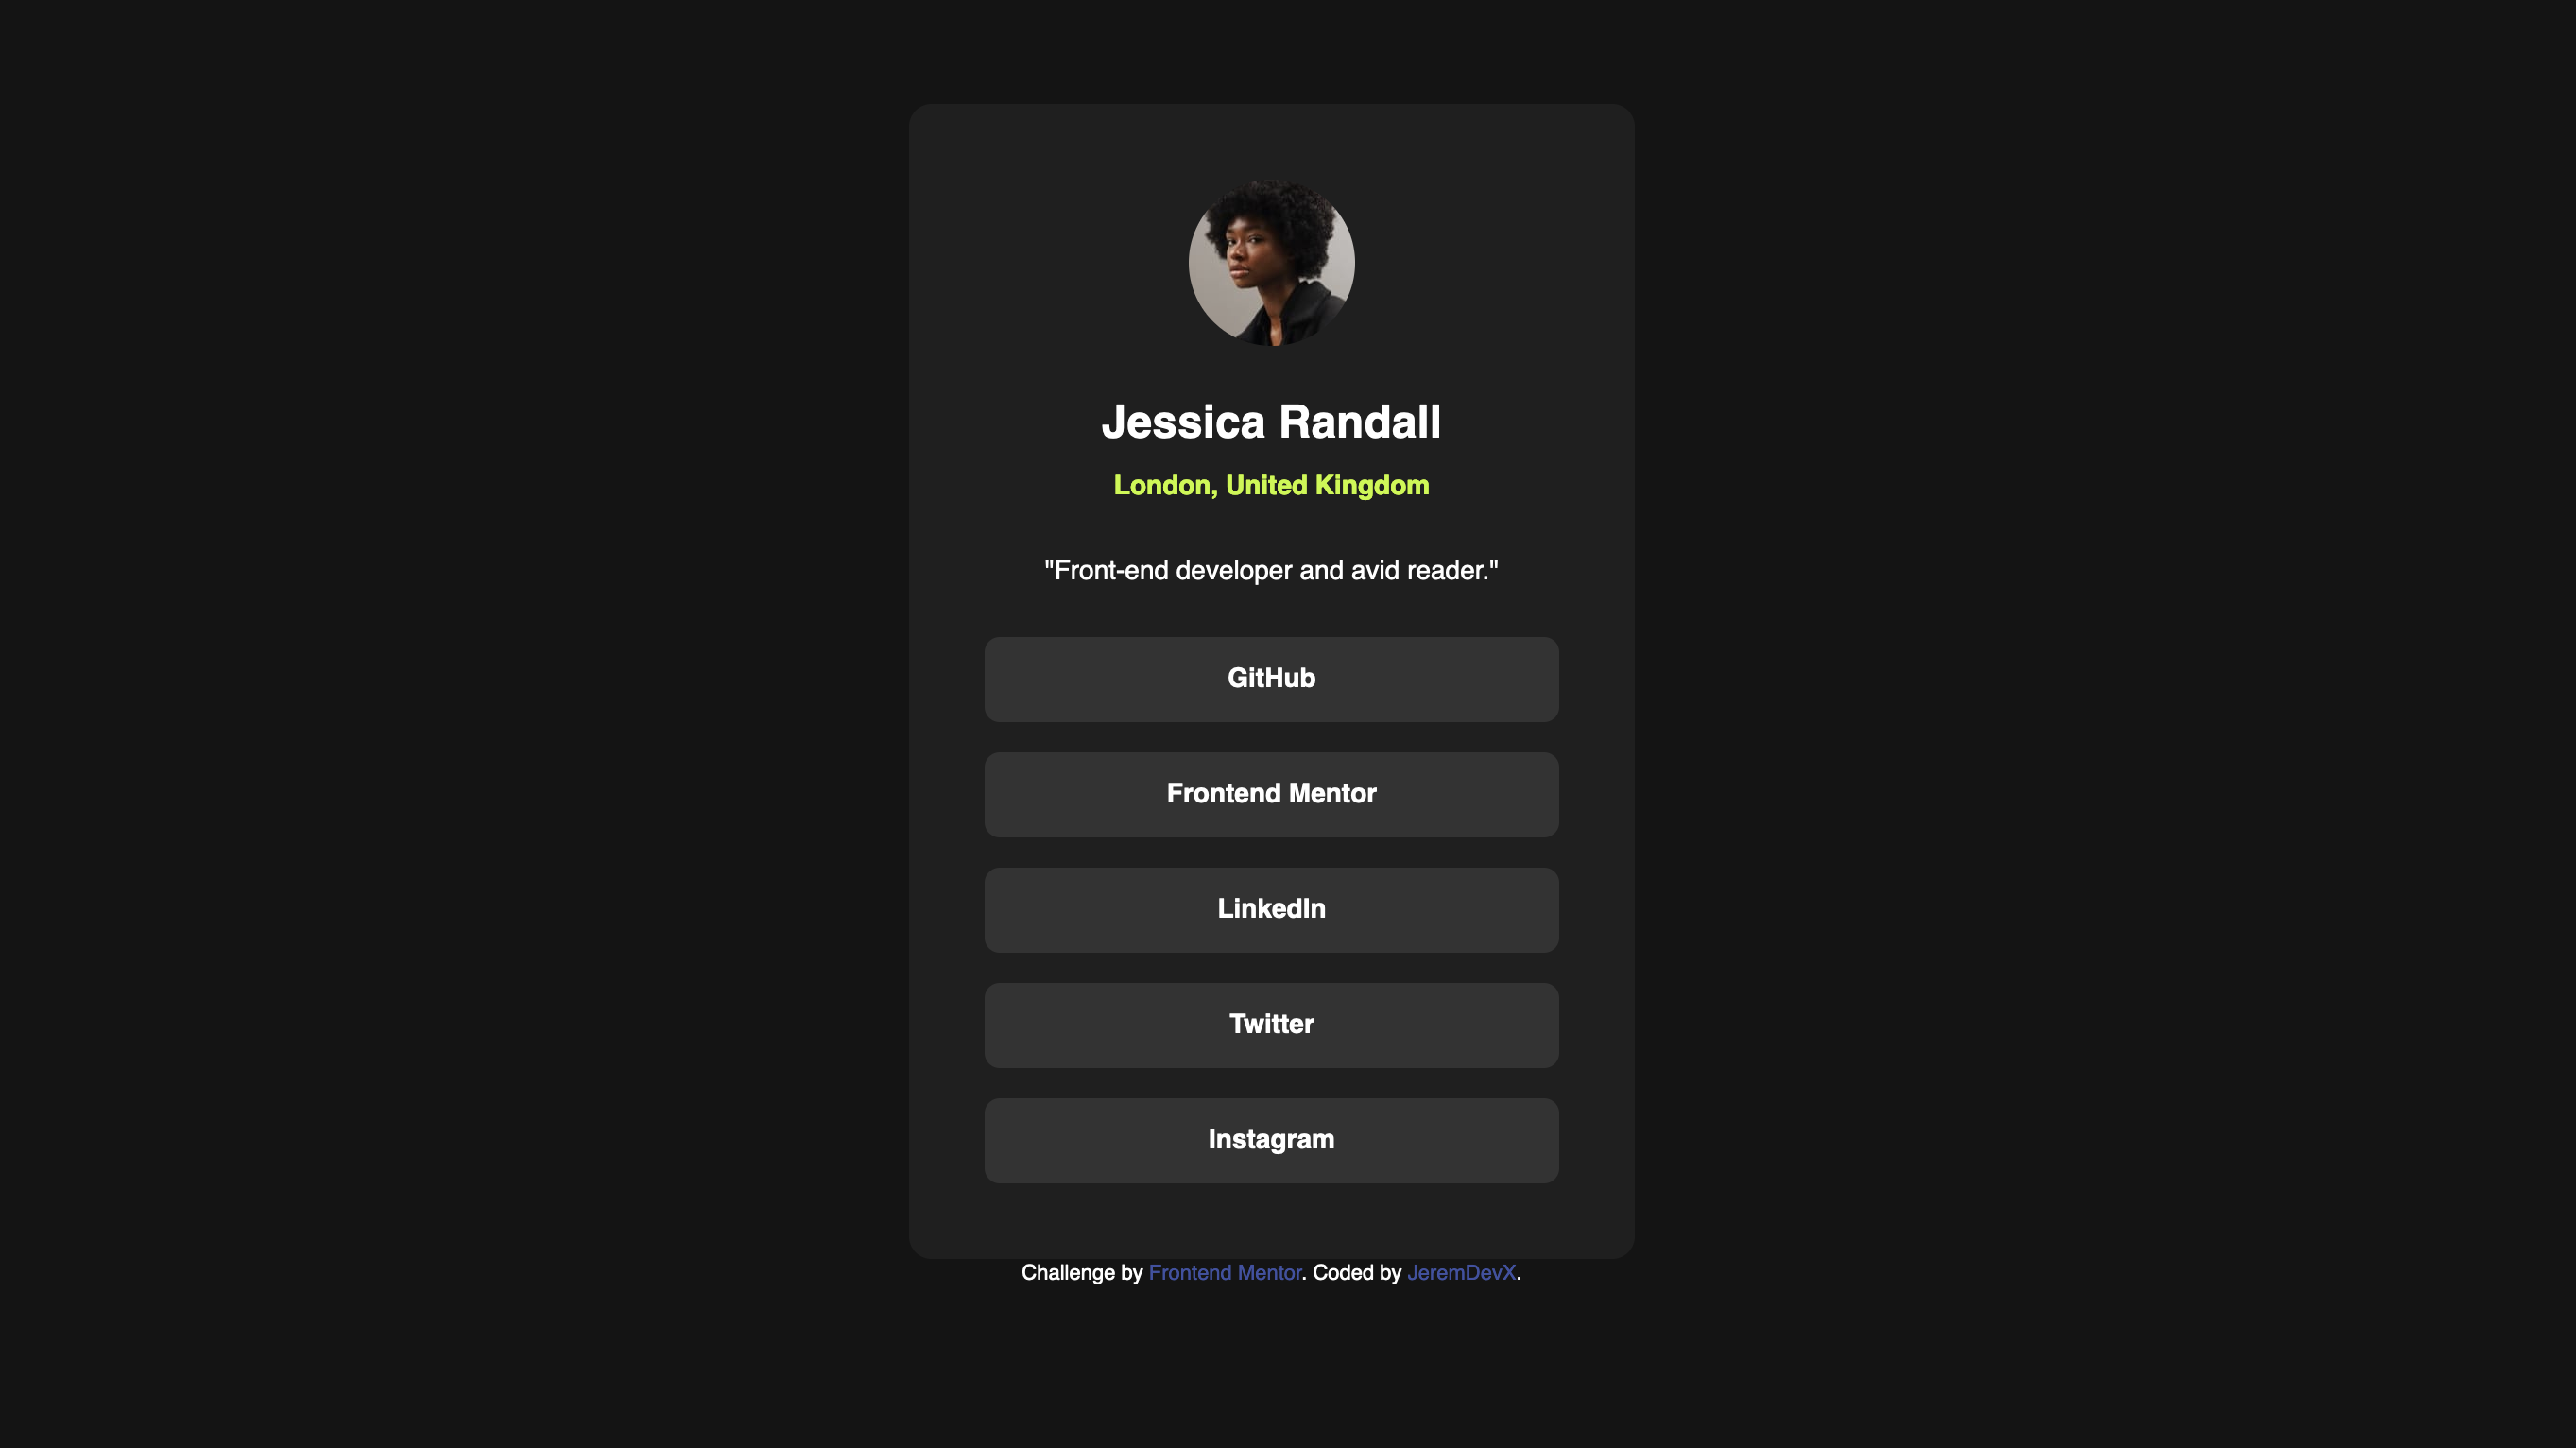 Jessica Randall
London, United Kingdom
"Front-end developer and avid reader."
GitHub
Frontend Mentor
LinkedIn
Twitter
Instagram
Challenge by Frontend Mentor. Coded by JeremDevX.